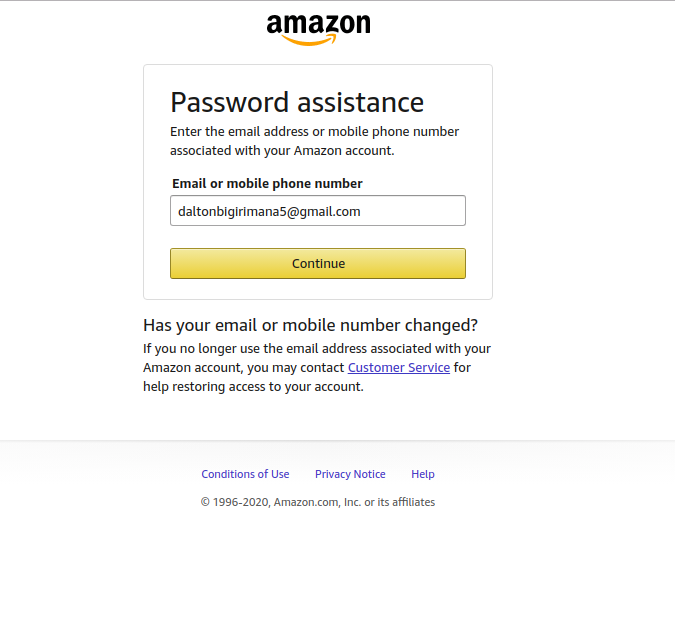 amazon
Password assistance
Enter the email address or mobile phone number
associated with your Amazon account.
Email or mobile phone number
daltonbigirimana5@gmail.com
Continue
Has your email or mobile number changed?
If you no longer use the email address associated with your
Amazon account, you may contact Customer Service for
help restoring access to your account.
Conditions of Use Privacy Notice Help
© 1996-2020, Amazon.com, Inc. or its affiliates